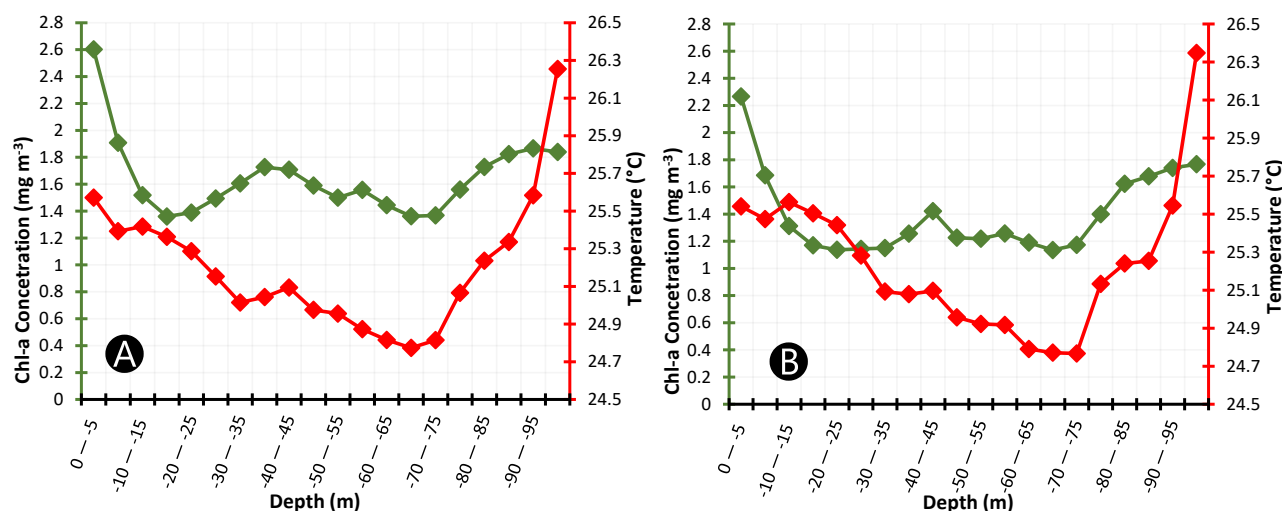 2.8
2.6
2.4
2.2
2
1.8
1.6
1.4
1.2
1
0.8
0.6
0.4
0.2
0
Chl-a Concetration (mg m⁻³)
26.5
26.3
26.1
25.9
25.7
25.5
25.3
25.1
24.9
24.7
24.5
Temperature (°C)
A
0 — -5
-10 — -15
-20 — -25
-30 — -35
-40 — -45
-50 — -55
-60 — -65
-70 — -75
-80 — -85
-90 — -95
Depth (m)
2.8
2.6
2.4
2.2
2
1.8
1.6
1.4
1.2
1
0.8
0.6
0.4
0.2
0
Chl-a Concetration (mg m⁻³)
26.5
26.3
26.1
25.9
25.7
25.5
25.3
25.1
24.9
24.7
24.5
Temperature (°C)
B
0 — -5
-10 — -15
-20 — -25
-30 — -35
-40 — -45
-50 — -55
-60 — -65
-70 — -75
-80 — -85
-90 — -95
Depth (m)